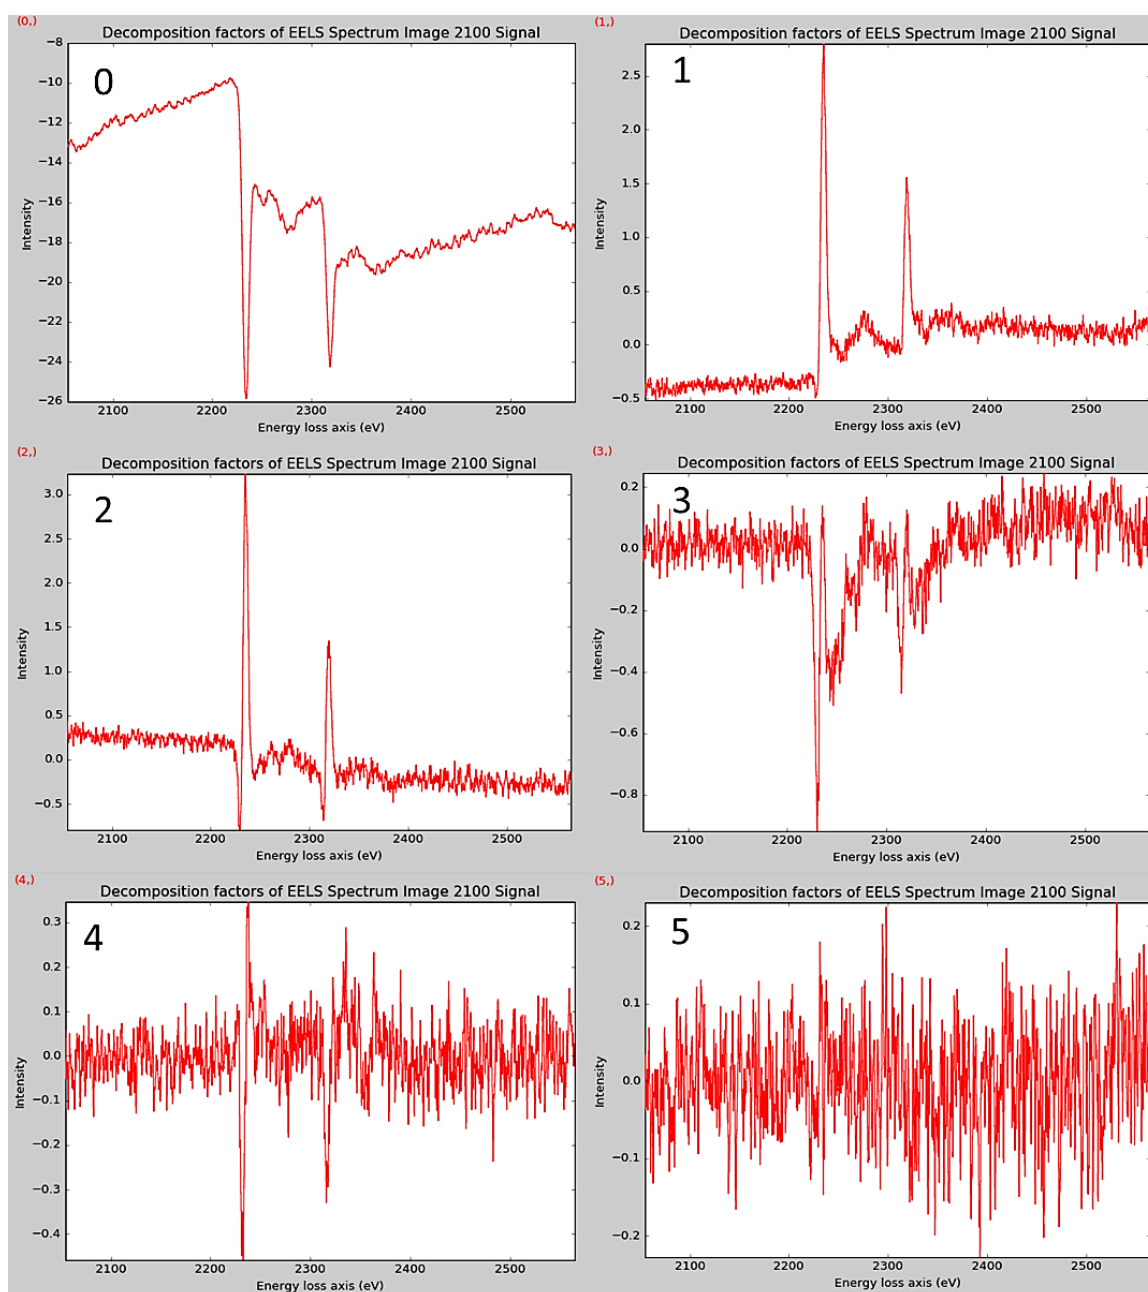 (0,)
Decomposition factors of EELS Spectrum Image 2100 Signal
0
−8
−10
−12
−14
−16
−18
−20
−22
−24
−26
Intensity
2100 2200 2300 2400 2500
Energy loss axis (eV)
(1,)
Decomposition factors of EELS Spectrum Image 2100 Signal
1
2.5
2.0
1.5
1.0
0.5
0.0
−0.5
Intensity
2100 2200 2300 2400 2500
Energy loss axis (eV)
(2,)
Decomposition factors of EELS Spectrum Image 2100 Signal
2
3.0
2.5
2.0
1.5
1.0
0.5
0.0
−0.5
Intensity
2100 2200 2300 2400 2500
Energy loss axis (eV)
(3,)
Decomposition factors of EELS Spectrum Image 2100 Signal
3
0.2
0.0
−0.2
−0.4
−0.6
−0.8
Intensity
2100 2200 2300 2400 2500
Energy loss axis (eV)
(4,)
Decomposition factors of EELS Spectrum Image 2100 Signal
4
0.3
0.2
0.1
0.0
−0.1
−0.2
−0.3
−0.4
Intensity
2100 2200 2300 2400 2500
Energy loss axis (eV)
(5,)
Decomposition factors of EELS Spectrum Image 2100 Signal
5
0.2
0.1
0.0
−0.1
−0.2
Intensity
2100 2200 2300 2400 2500
Energy loss axis (eV)